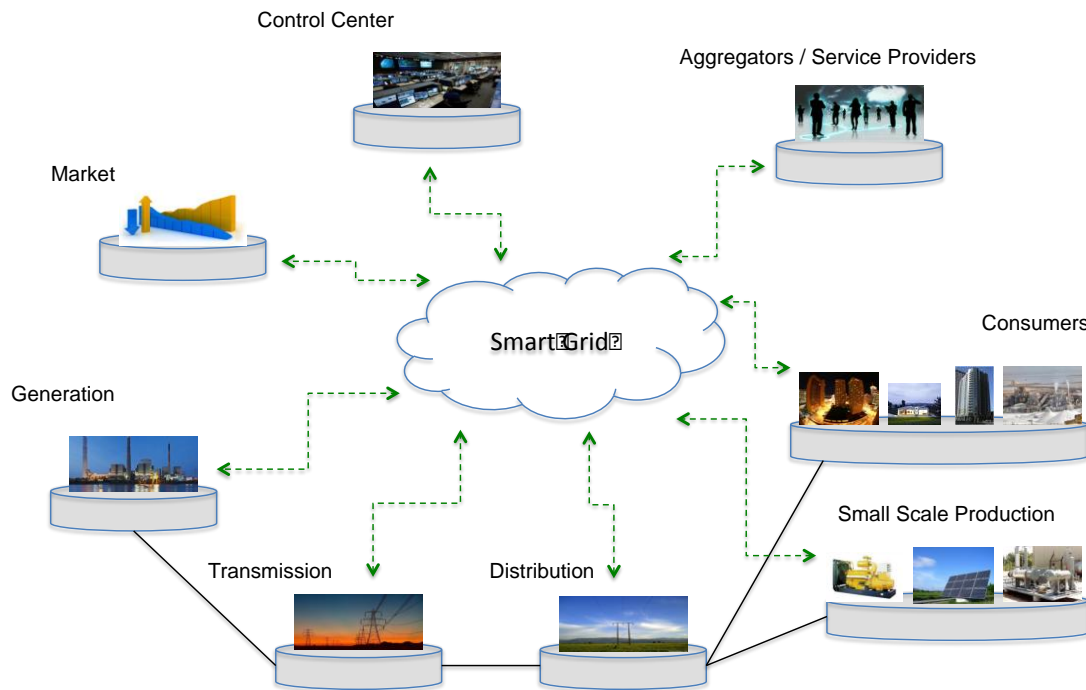 Control Center
Aggregators / Service Providers
Market
Smart Grid
Consumers
Generation
Small Scale Production
Transmission
Distribution